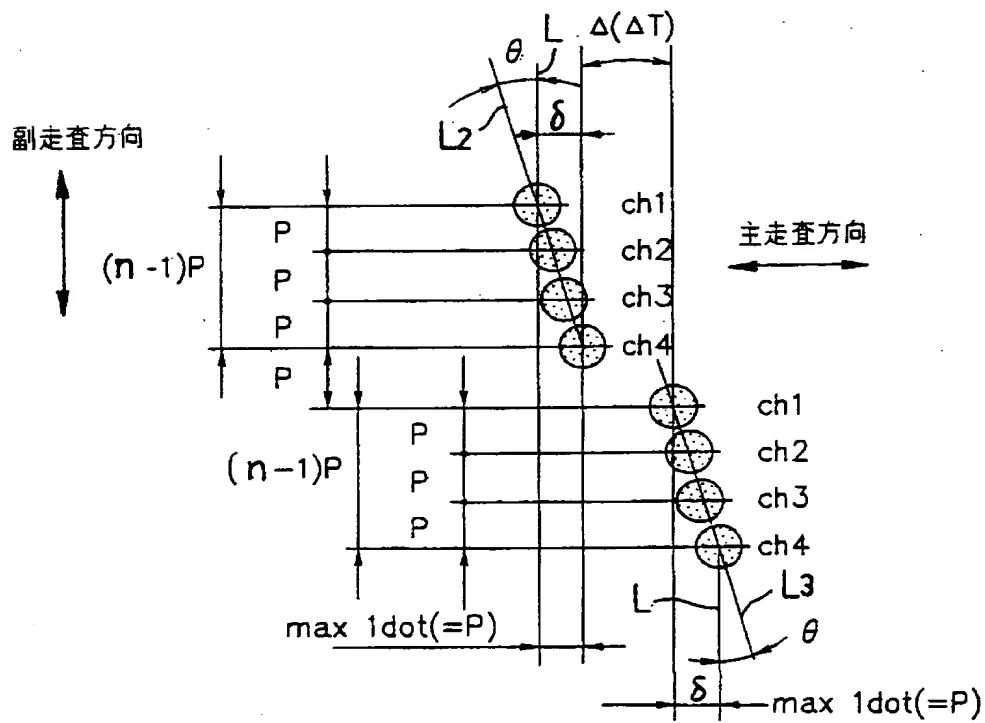 θ
L
Δ(ΔT)
L2
δ
副走査方向
ch1
P
ch2
主走査方向
(n-1)P
P
ch3
P
ch4
P
ch1
P
ch2
(n-1)P
P
ch3
P
ch4
L
L3
max 1dot(=P)
θ
δ
max 1dot(=P)